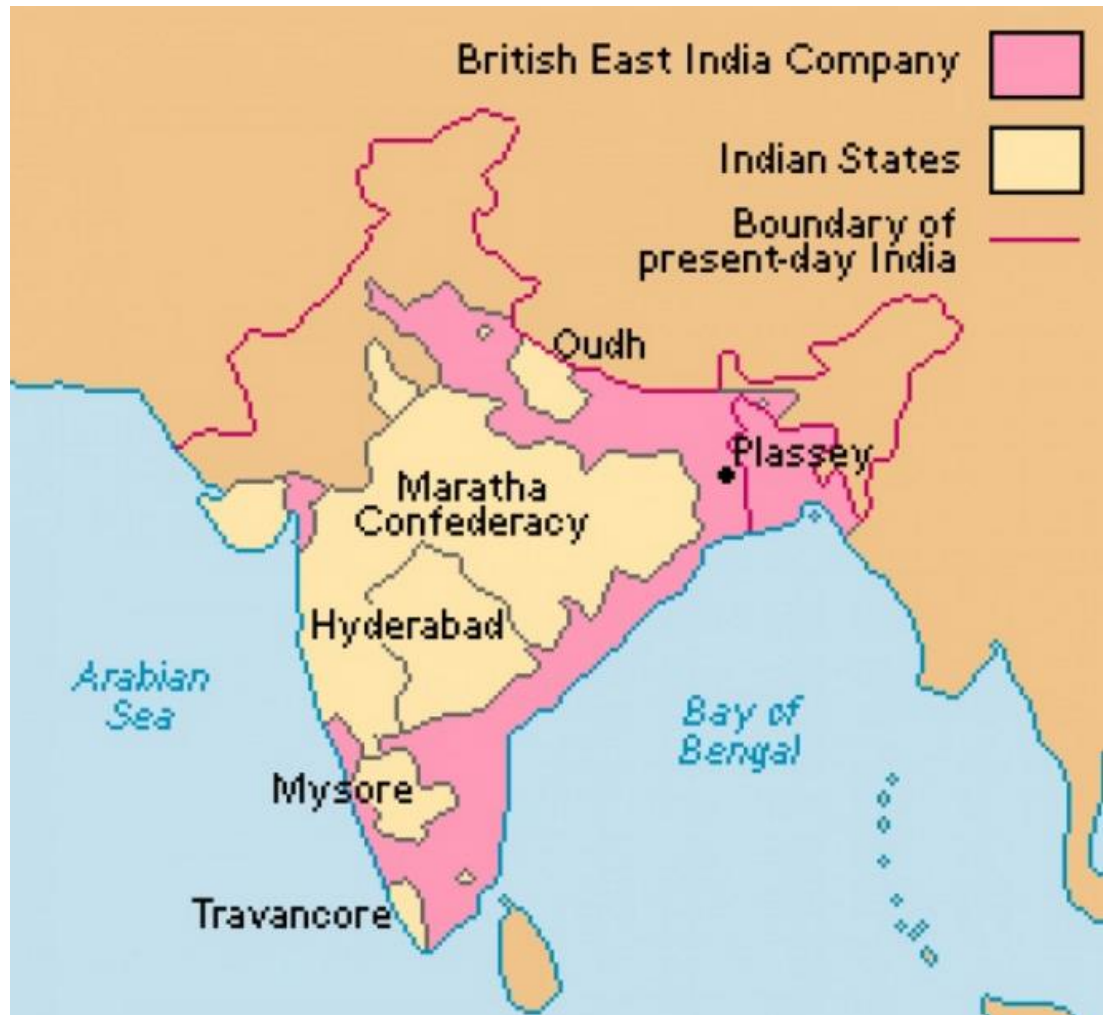 British East India Company
Indian States
Boundary of
present-day India
Oudh
Plassey
Maratha
Confederacy
Hyderabad
Arabian
Sea
Bay of
Bengal
Mysore
Travancore